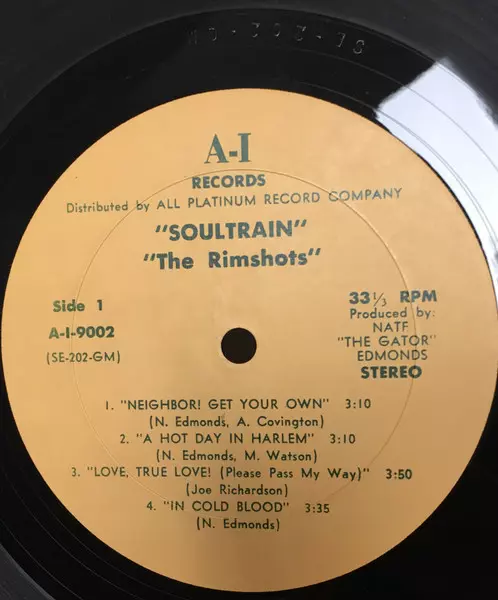 A-I
RECORDS
Distributed by ALL PLATINUM RECORD COMPANY
"SOULTRAIN"
"The Rimshots"
Side 1
A-I-9002
(SE-202-GM)
33 1/3 RPM
Produced by:
NATF
"THE GATOR"
EDMONDS
STEREO
1. "NEIGHBOR! GET YOUR OWN" 3:10
(N. Edmonds, A. Covington)
2. "A HOT DAY IN HARLEM" 3:10
(N. Edmonds, M. Watson)
3. "LOVE, TRUE LOVE! (Please Pass My Way)" 3:50
(Joe Richardson)
4. "IN COLD BLOOD" 3:35
(N. Edmonds)